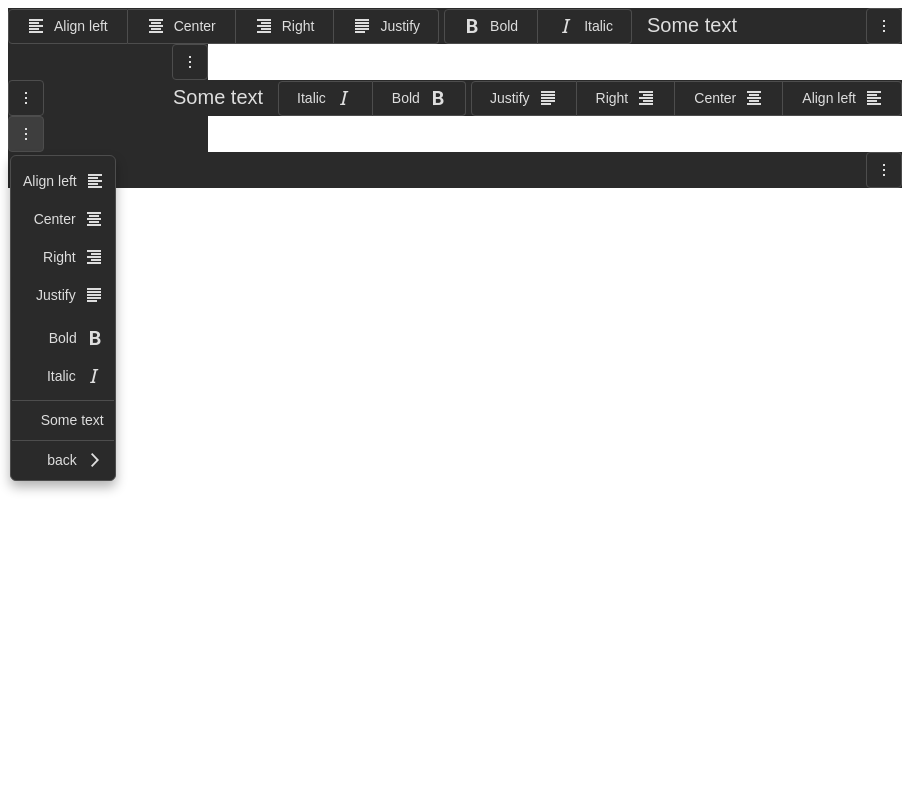 Align left Center Right Justify Bold Italic Some text
Some text Italic Bold Justify Right Center Align left
Align left
Center
Right
Justify
Bold
Italic
Some text
back